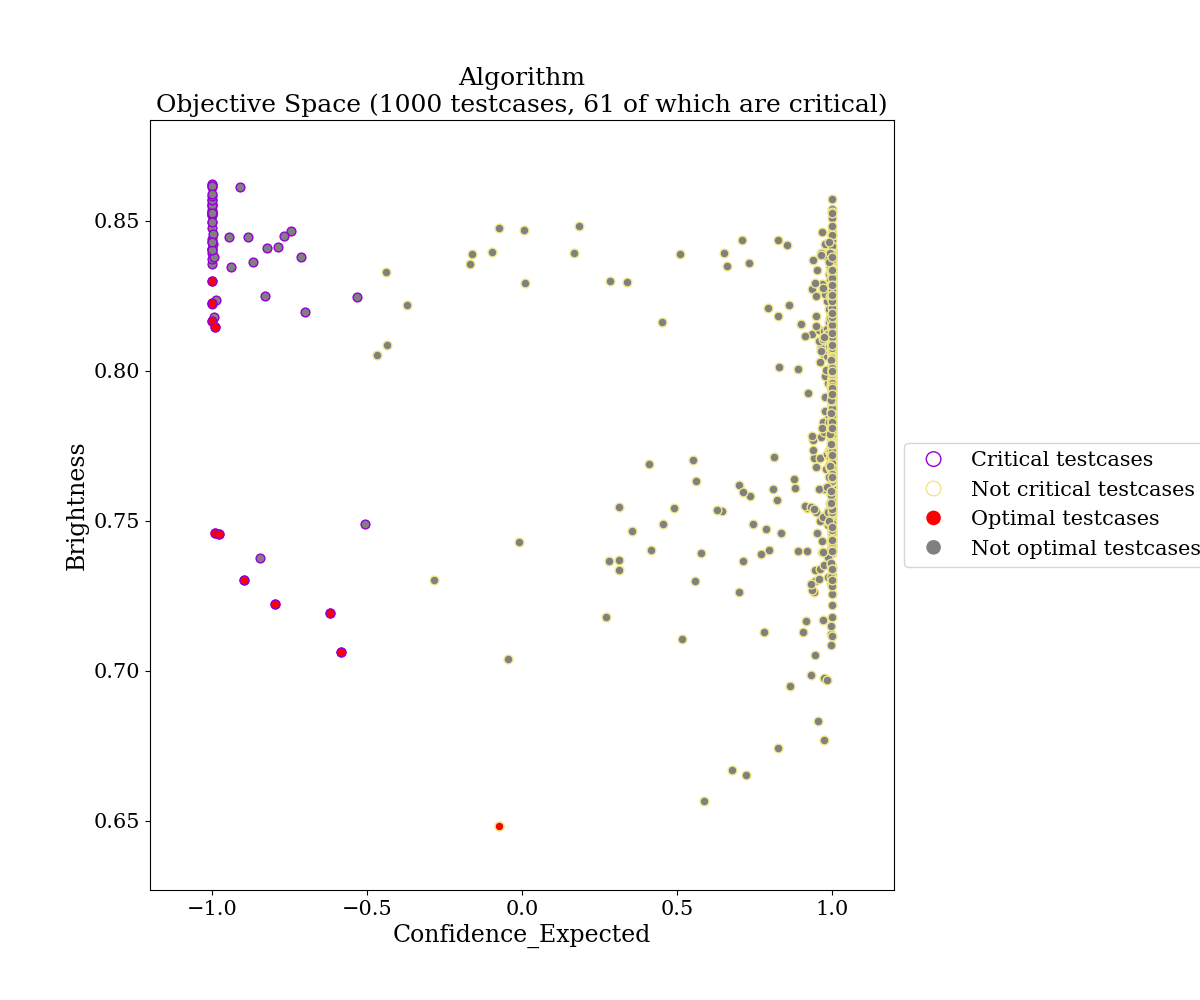 Algorithm
Objective Space (1000 testcases, 61 of which are critical)
Brightness
0.85
0.80
0.75
0.70
0.65
−1.0
−0.5
0.0
0.5
1.0
Confidence_Expected
Critical testcases
Not critical testcases
Optimal testcases
Not optimal testcases